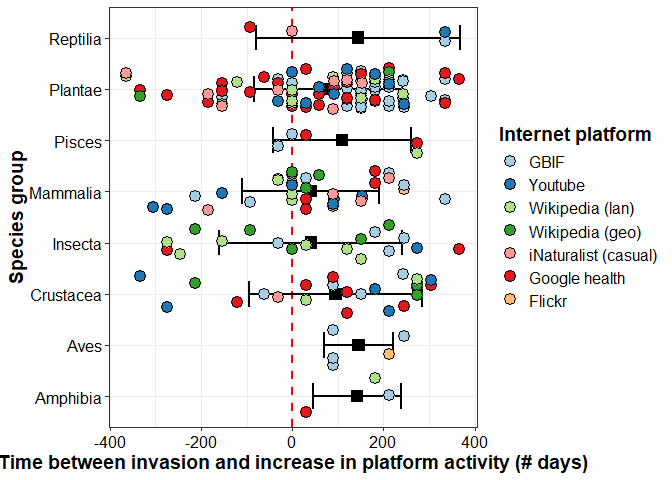 Species group
Reptilia
Plantae
Pisces
Mammalia
Insecta
Crustacea
Aves
Amphibia
-400 -200 0 200 400
Time between invasion and increase in platform activity (# days)
Internet platform
GBIF
Youtube
Wikipedia (lan)
Wikipedia (geo)
iNaturalist (casual)
Google health
Flickr